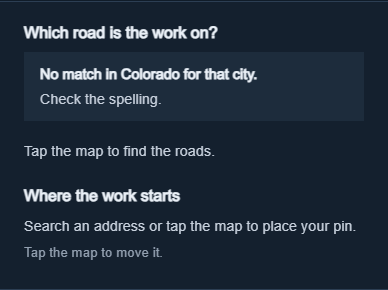 Which road is the work on?
No match in Colorado for that city.
Check the spelling.
Tap the map to find the roads.
Where the work starts
Search an address or tap the map to place your pin.
Tap the map to move it.